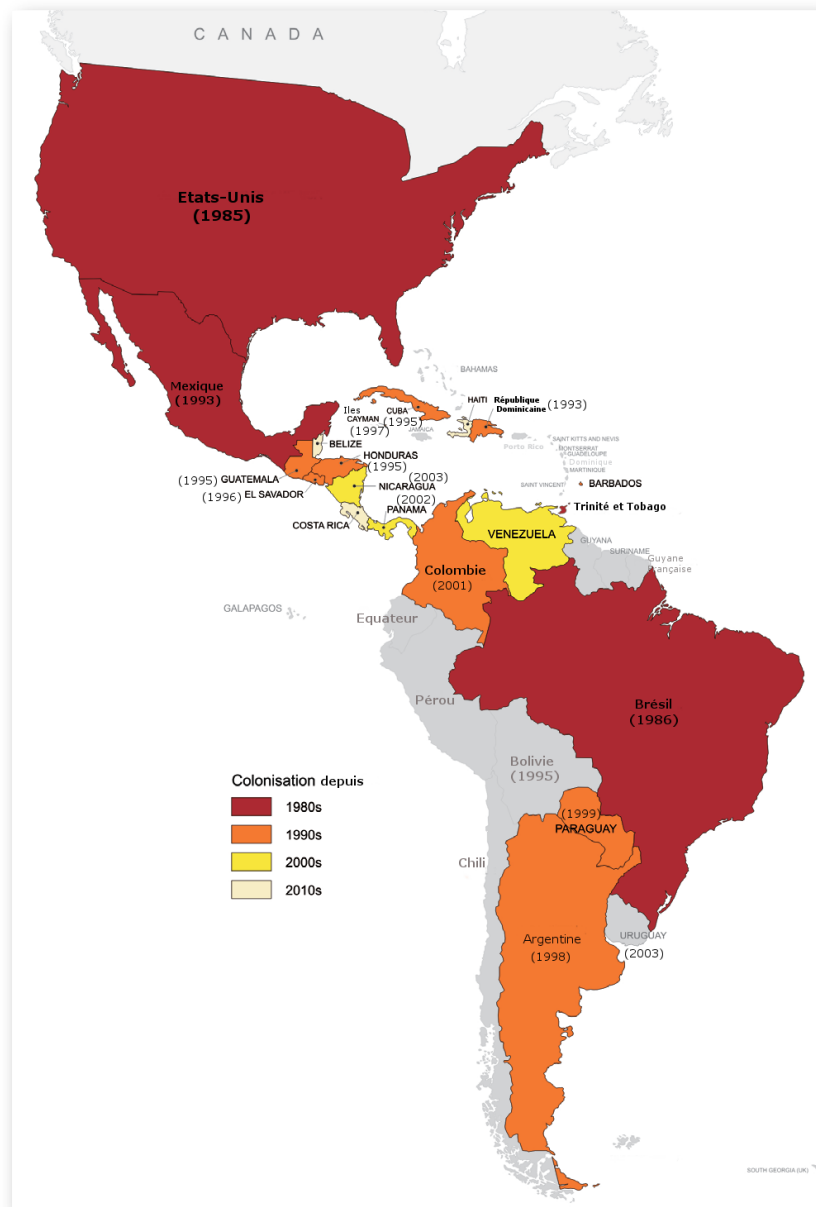 CANADA
Etats-Unis
(1985)
Mexique
(1993)
BAHAMAS
Iles
CAYMAN
(1997)
CUBA
(1995)
JAMAICA
HAITI
République
Dominicaine
(1993)
Porto Rico
SAINT KITTS AND NEVIS
MONTSERRAT
GUADELOUPE
Dominique
MARTINIQUE
SAINT VINCENT
BARBADOS
Trinité et Tobago
BELIZE
HONDURAS
(1995)
(1995) GUATEMALA
(2003)
NICARAGUA
(1996) EL SAVADOR
(2002)
PANAMA
COSTA RICA
VENEZUELA
GUYANA
SURINAME
Guyane
Française
Colombie
(2001)
GALAPAGOS
Equateur
Pérou
Brésil
(1986)
Bolivie
(1995)
(1999)
PARAGUAY
Chili
Argentine
(1998)
URUGUAY
(2003)
Colonisation depuis
1980s
1990s
2000s
2010s
SOUTH GEORGIA (UK)